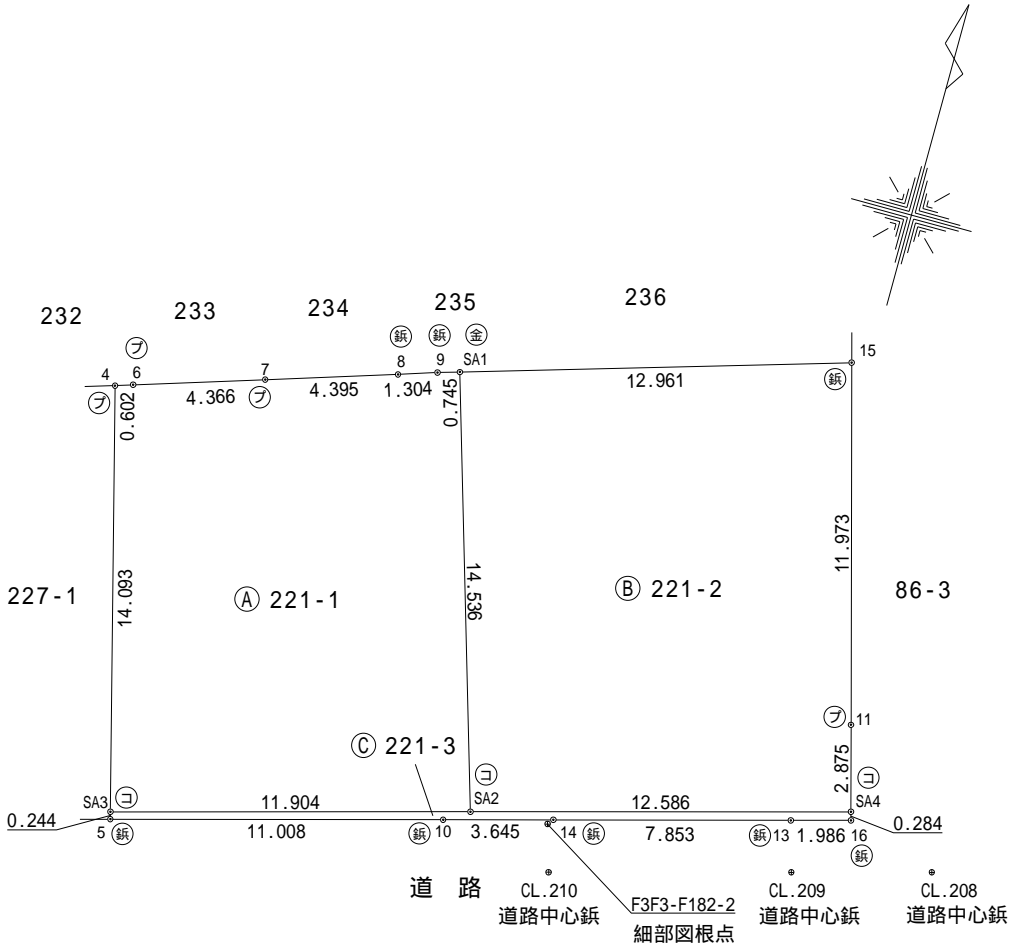 232
233
234
235
236
㋫゚
鋲
鋲
金
4
6
7
8
9
SA1
15
プ
0.602
4.366
プ
4.395
1.304
0.745
12.961
鋲
227-1
14.093
Ⓐ 221-1
14.536
Ⓑ 221-2
11.973
86-3
プ
11
Ⓒ 221-3
2.875
コ
コ
SA3
コ
11.904
SA2
12.586
SA4
0.244
5
鋲
11.008
鋲
10
3.645
14
鋲
7.853
鋲
13
1.986
16
0.284
鋲
道 路
CL.210
道路中心鋲
F3F3-F182-2
細部図根点
CL.209
道路中心鋲
CL.208
道路中心鋲